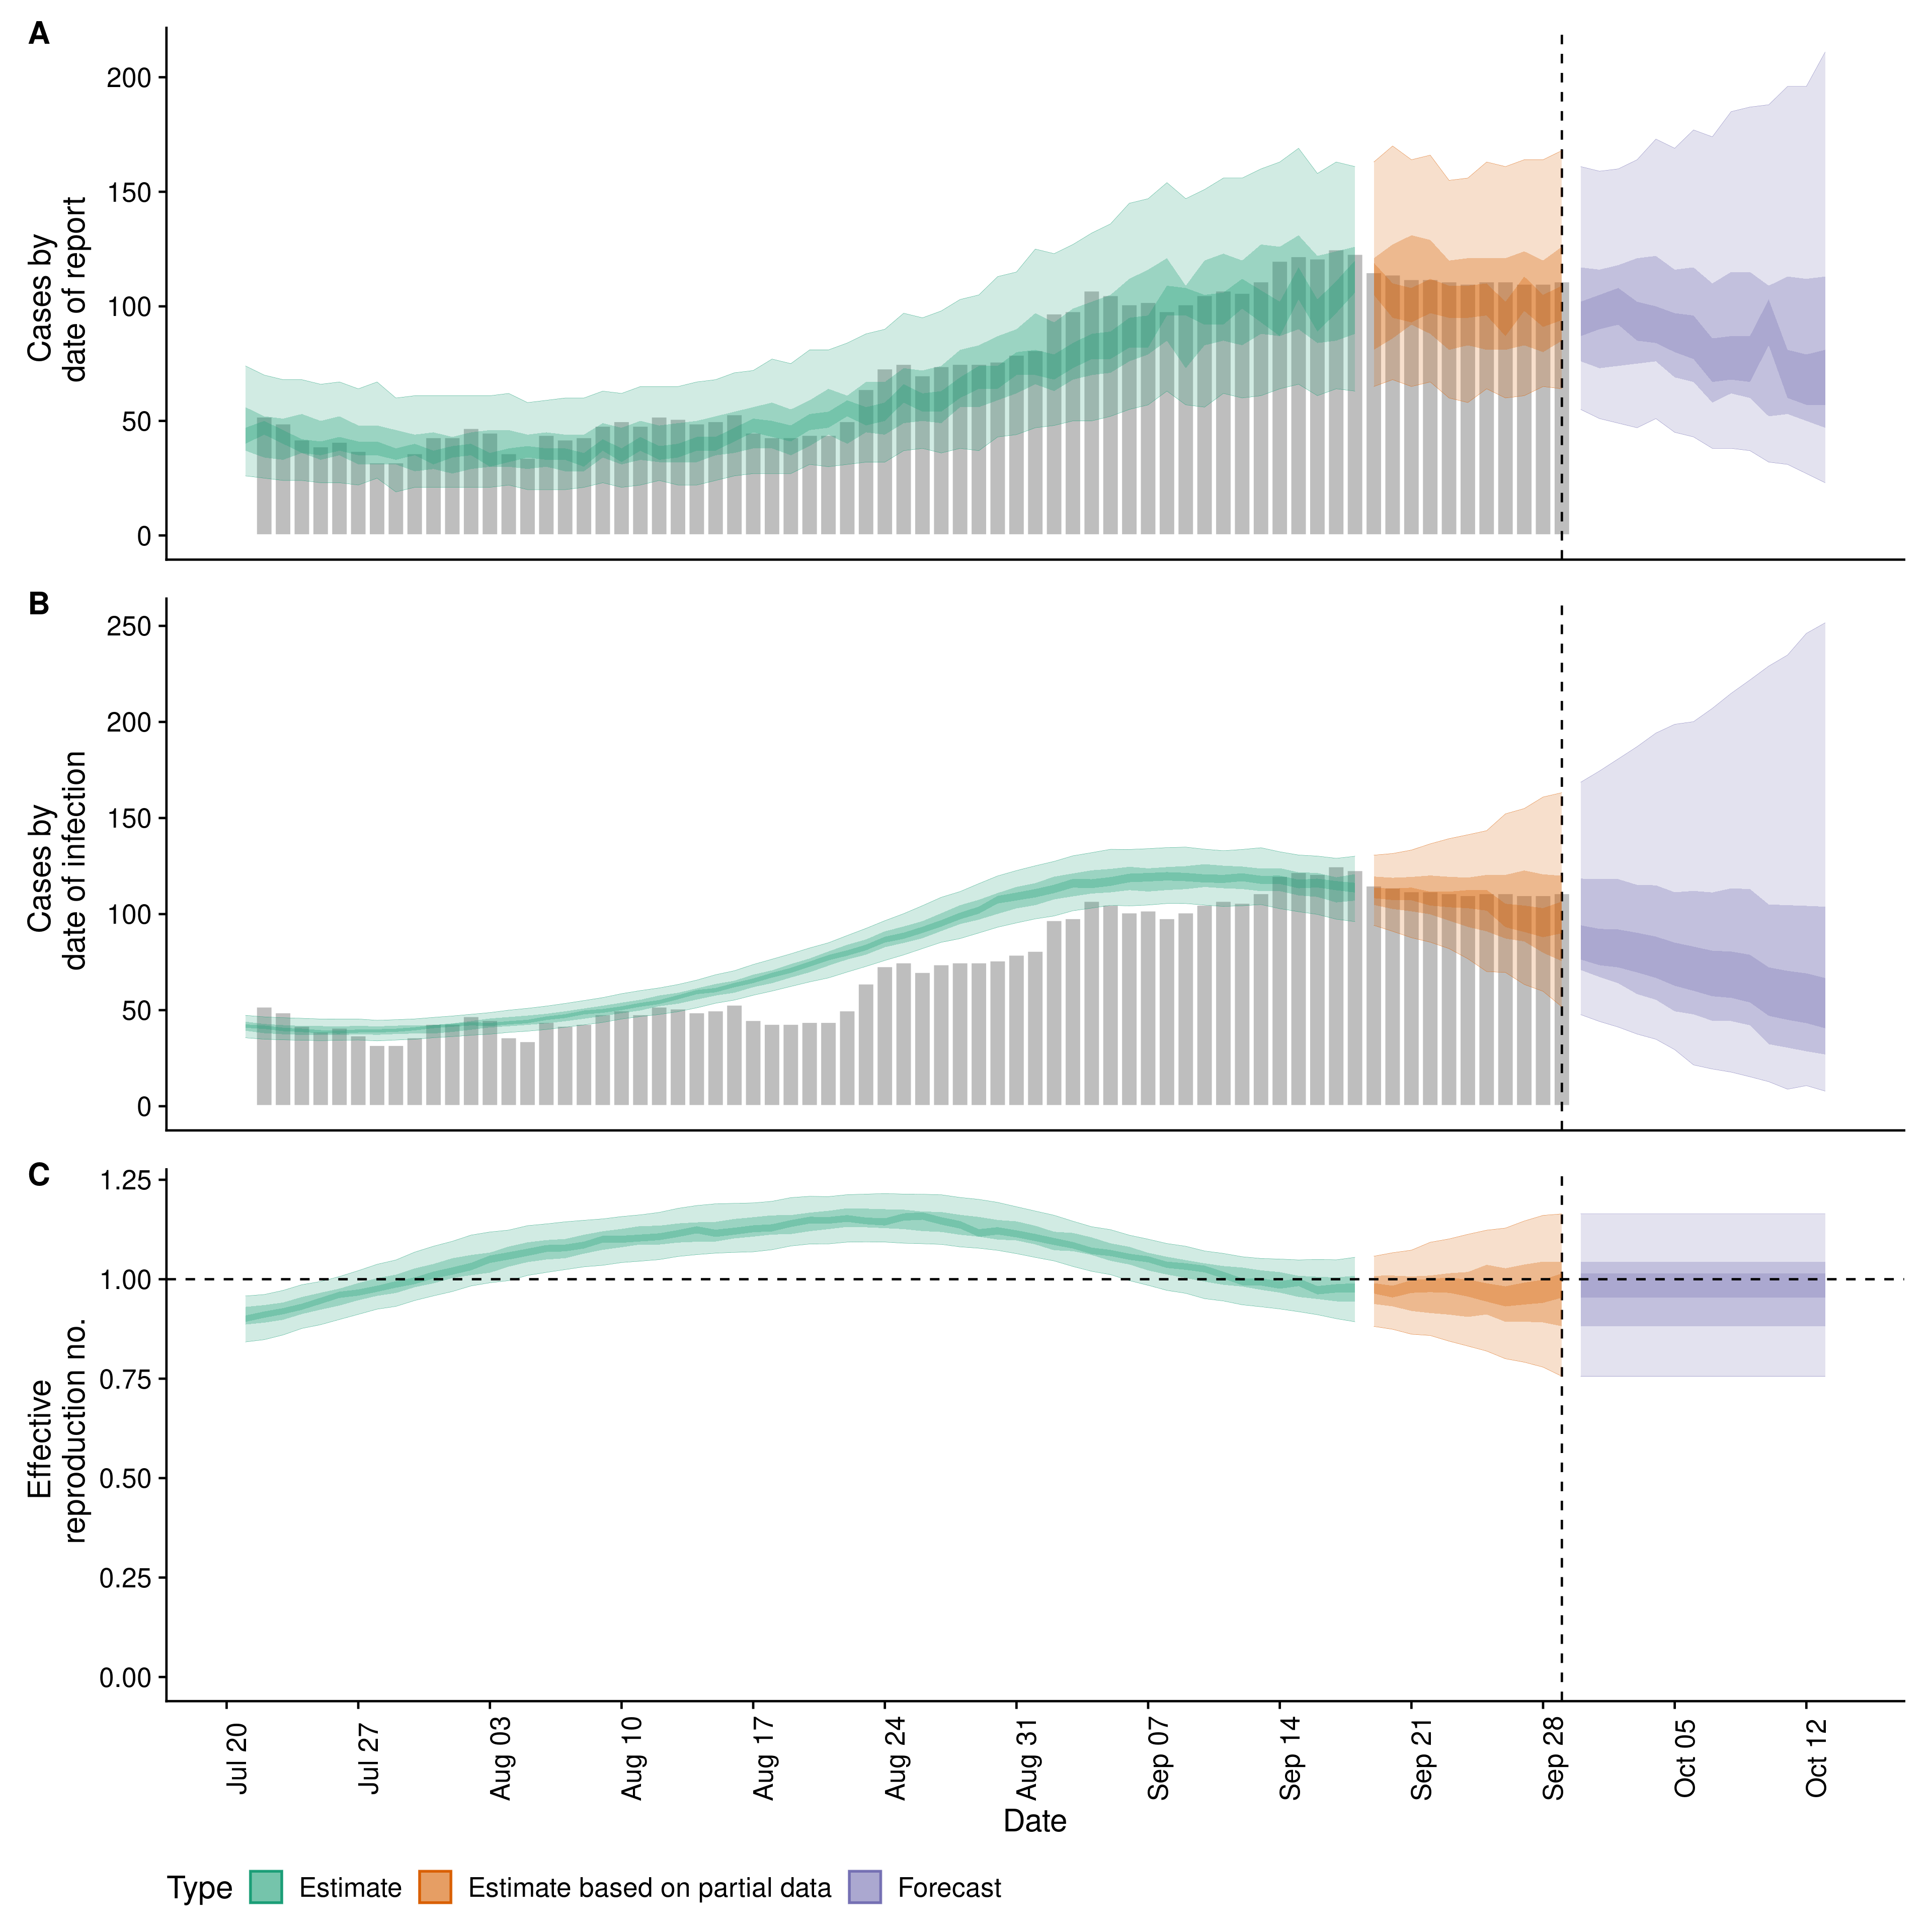 A
200
150
100
50
0
Cases by
date of report
B
250
200
150
100
50
0
Cases by
date of infection
C
1.25
1.00
0.75
0.50
0.25
0.00
Effective
reproduction no.
Jul 20
Jul 27
Aug 03
Aug 10
Aug 17
Aug 24
Aug 31
Sep 07
Sep 14
Sep 21
Sep 28
Oct 05
Oct 12
Date
Type
Estimate
Estimate based on partial data
Forecast